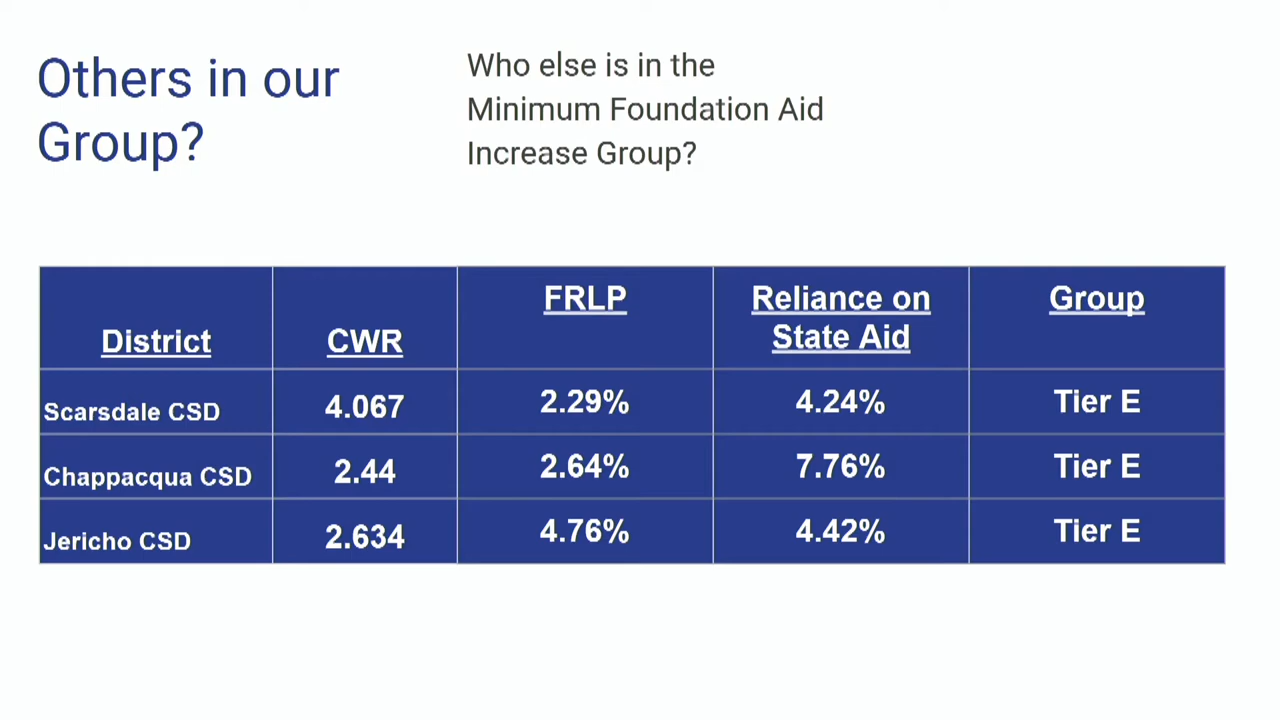 Others in our
Group?
Who else is in the
Minimum Foundation Aid
Increase Group?
District CWR FRLP Reliance on State Aid Group
Scarsdale CSD 4.067 2.29% 4.24% Tier E
Chappacqua CSD 2.44 2.64% 7.76% Tier E
Jericho CSD 2.634 4.76% 4.42% Tier E